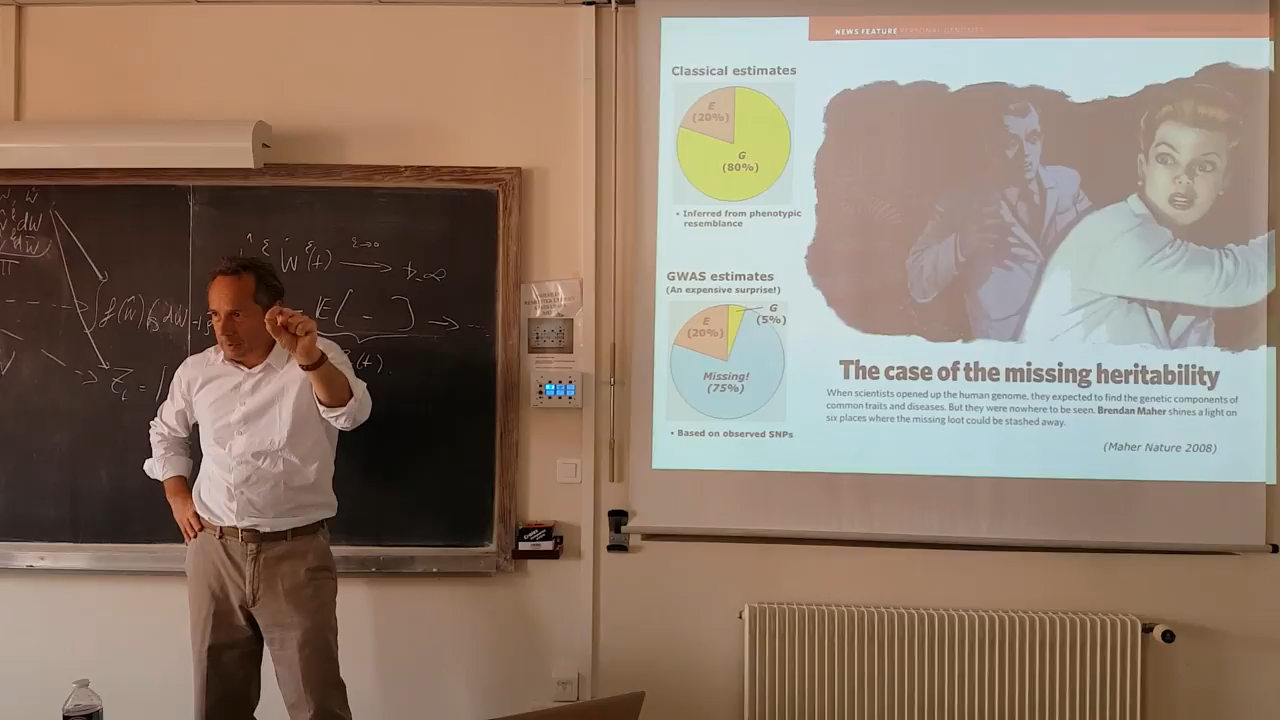 NEWS FEATURE PERSONAL GENOMES
Classical estimates
E
(20%)
G
(80%)
• Inferred from phenotypic
resemblance
GWAS estimates
(An expensive surprise!)
G
(5%)
E
(20%)
Missing!
(75%)
• Based on observed SNPs
The case of the missing heritability
When scientists opened up the human genome, they expected to find the genetic components of
common traits and diseases. But they were nowhere to be seen. Brendan Maher shines a light on
six places where the missing loot could be stashed away.
(Maher Nature 2008)